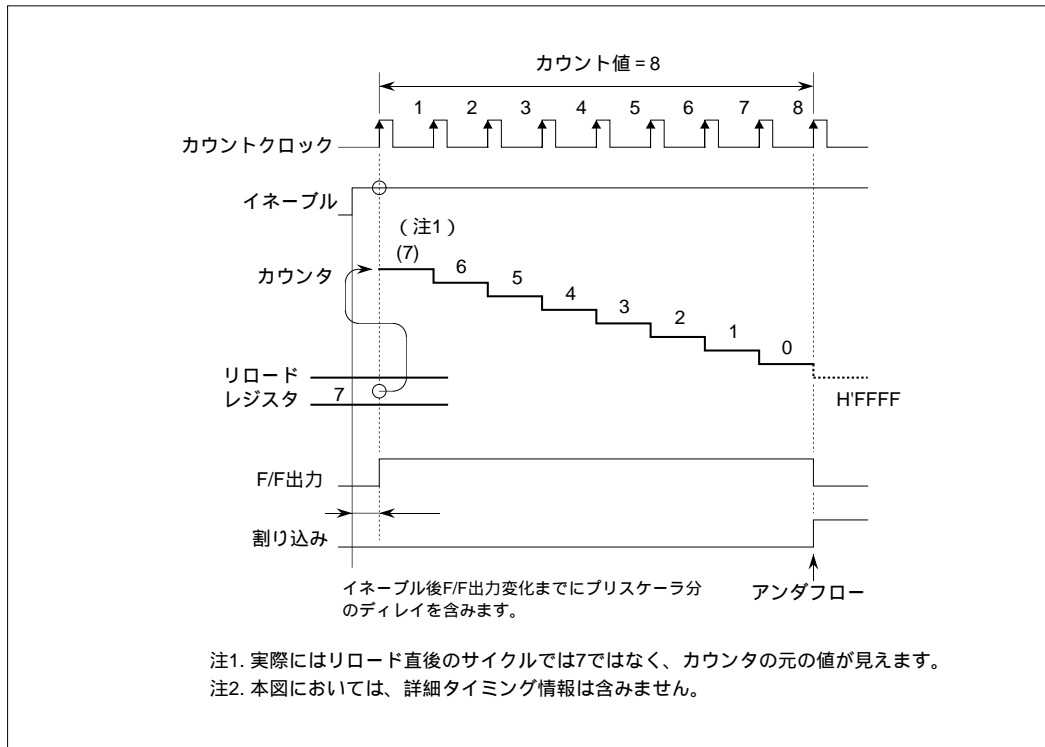 カウント値 = 8
1 2 3 4 5 6 7 8
カウントクロック
イネーブル
（注1）
(7)
カウンタ
6
5
4
3
2
1
0
リロード
レジスタ
7
H'FFFF
F/F出力
割り込み
イネーブル後F/F出力変化までにプリスケーラ分
のディレイを含みます。
アンダフロー
注1. 実際にはリロード直後のサイクルでは7ではなく、カウンタの元の値が見えます。
注2. 本図においては、詳細タイミング情報は含みません。